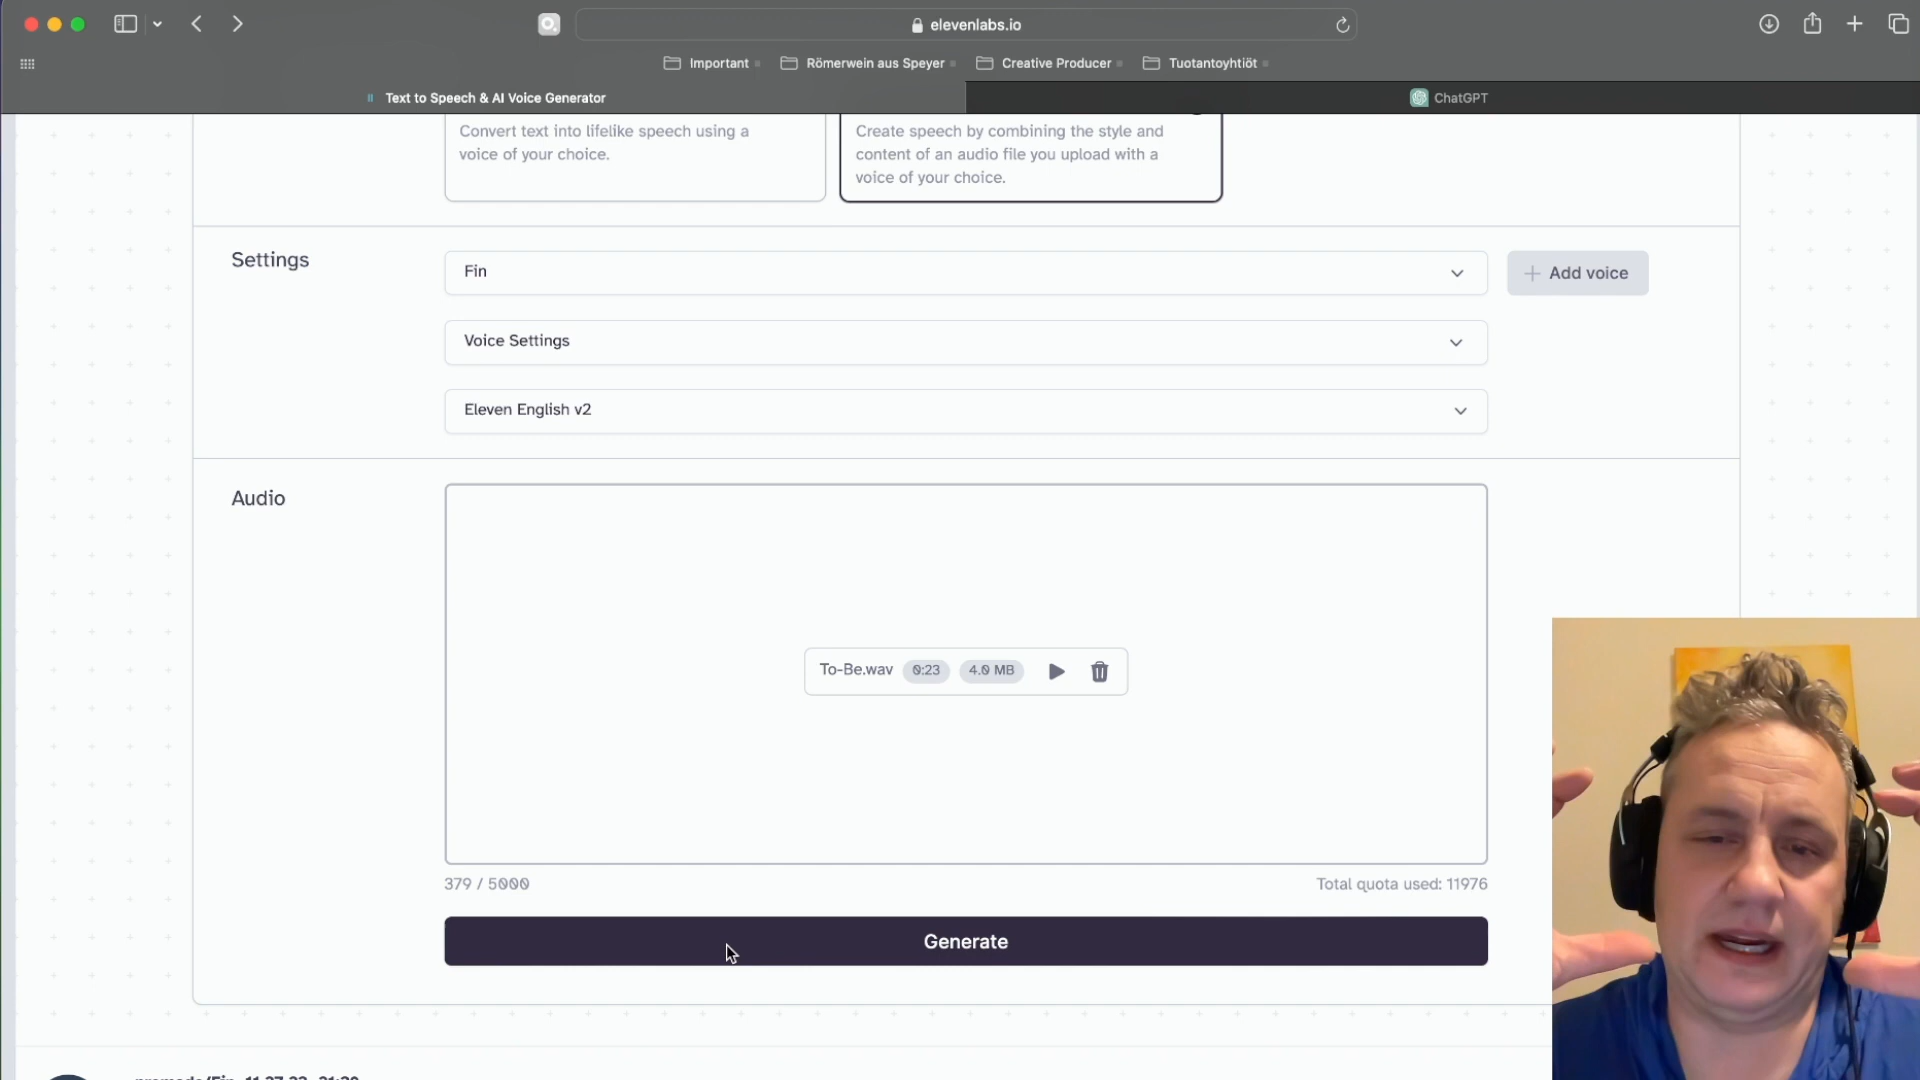 elevenlabs.io
Important
Römerwein aus Speyer
Creative Producer
Tuotantoyhtiöt
Text to Speech & AI Voice Generator
ChatGPT
Convert text into lifelike speech using a
voice of your choice.
Create speech by combining the style and
content of an audio file you upload with a
voice of your choice.
Settings
Fin
Add voice
Voice Settings
Eleven English v2
Audio
To-Be.wav 0:23 4.0 MB
379 / 5000
Total quota used: 11976
Generate